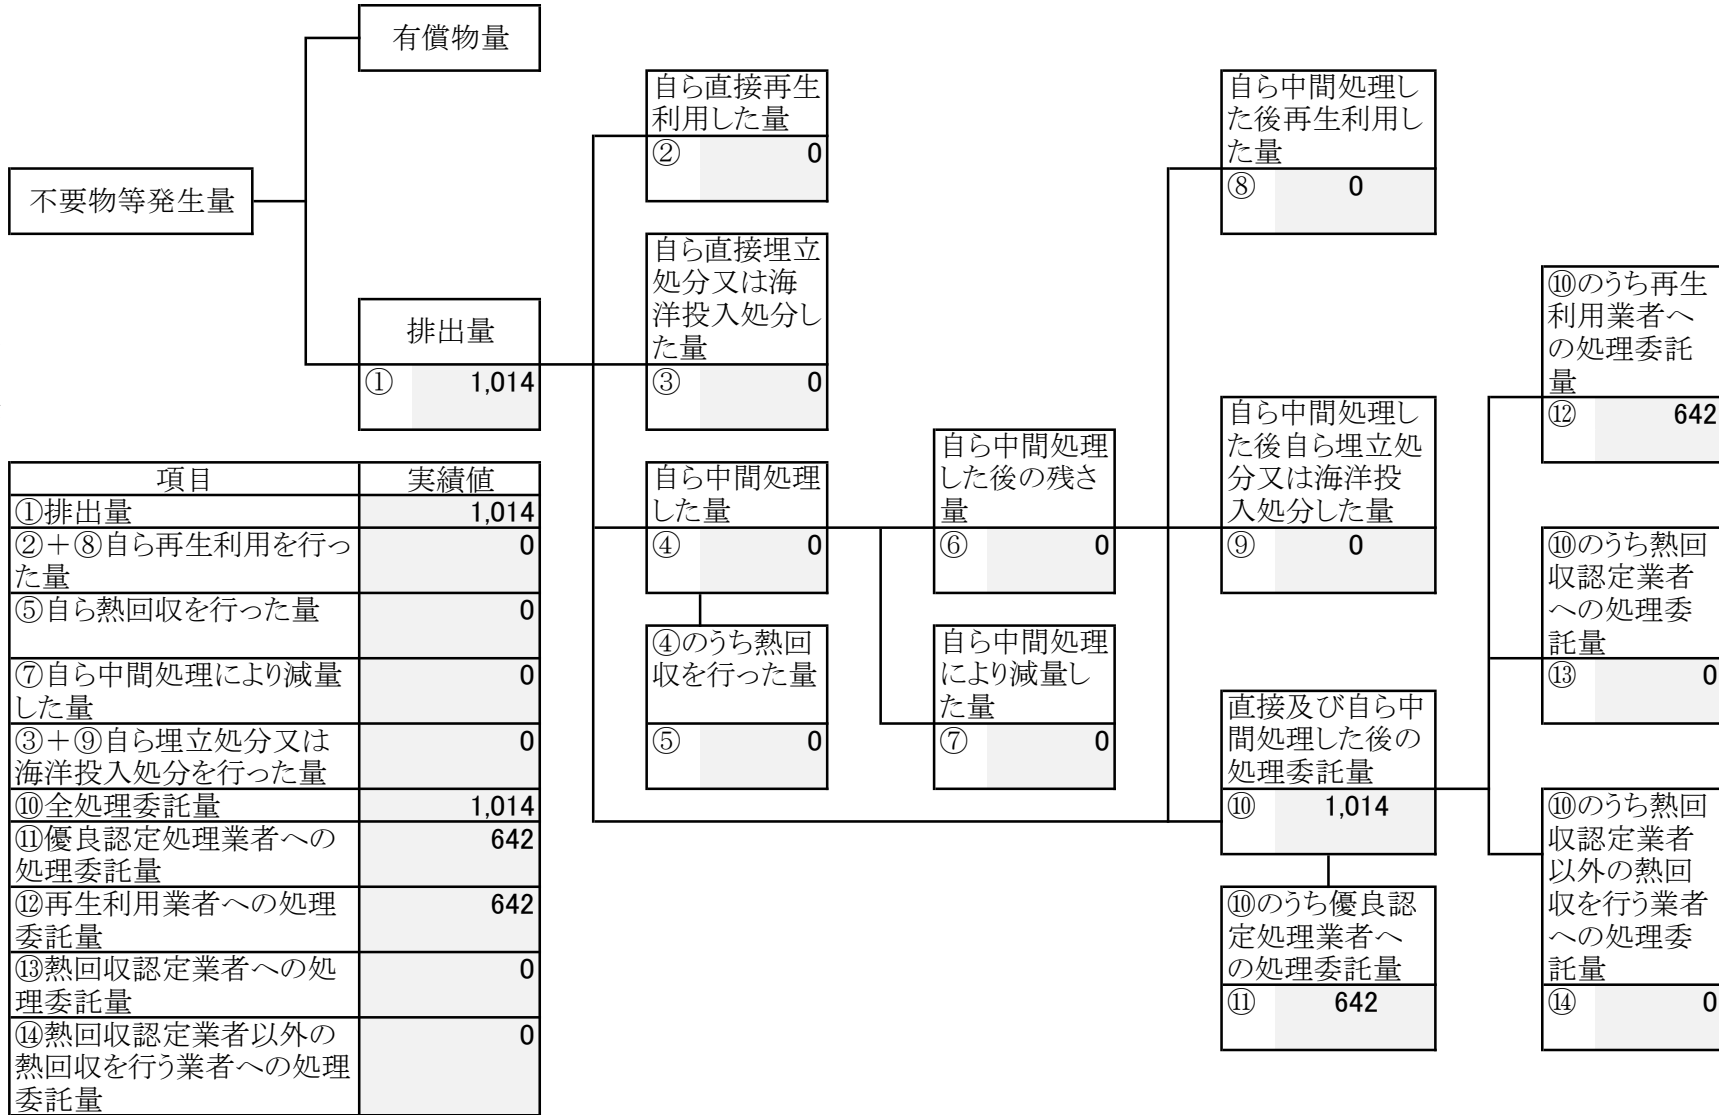 有償物量
不要物等発生量
排出量
① 1,014
自ら直接再生
利用した量
② 0
自ら直接埋立
処分又は海
洋投入処分し
た量
③ 0
自ら中間処理
した量
④ 0
④のうち熱回
収を行った量
⑤ 0
自ら中間処理
した後の残さ
量
⑥ 0
自ら中間処理
により減量し
た量
⑦ 0
自ら中間処理し
た後再生利用し
た量
⑧ 0
自ら中間処理し
た後自ら埋立処
分又は海洋投
入処分した量
⑨ 0
直接及び自ら中
間処理した後の
処理委託量
⑩ 1,014
⑩のうち優良認
定処理業者へ
の処理委託量
⑪ 642
⑩のうち再生
利用業者へ
の処理委託
量
⑫ 642
⑩のうち熱回
収認定業者
への処理委
託量
⑬ 0
⑩のうち熱回
収認定業者
以外の熱回
収を行う業者
への処理委
託量
⑭ 0
項目 実績値
①排出量 1,014
②+⑧自ら再生利用を行っ 0
た量
⑤自ら熱回収を行った量 0
⑦自ら中間処理により減量 0
した量
③+⑨自ら埋立処分又は 0
海洋投入処分を行った量
⑩全処理委託量 1,014
⑪優良認定処理業者への 642
処理委託量
⑫再生利用業者への処理 642
委託量
⑬熱回収認定業者への処 0
理委託量
⑭熱回収認定業者以外の 0
熱回収を行う業者への処理
委託量